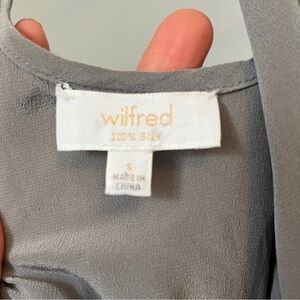 wilfred
100% SILK
S
MADE IN
CHINA